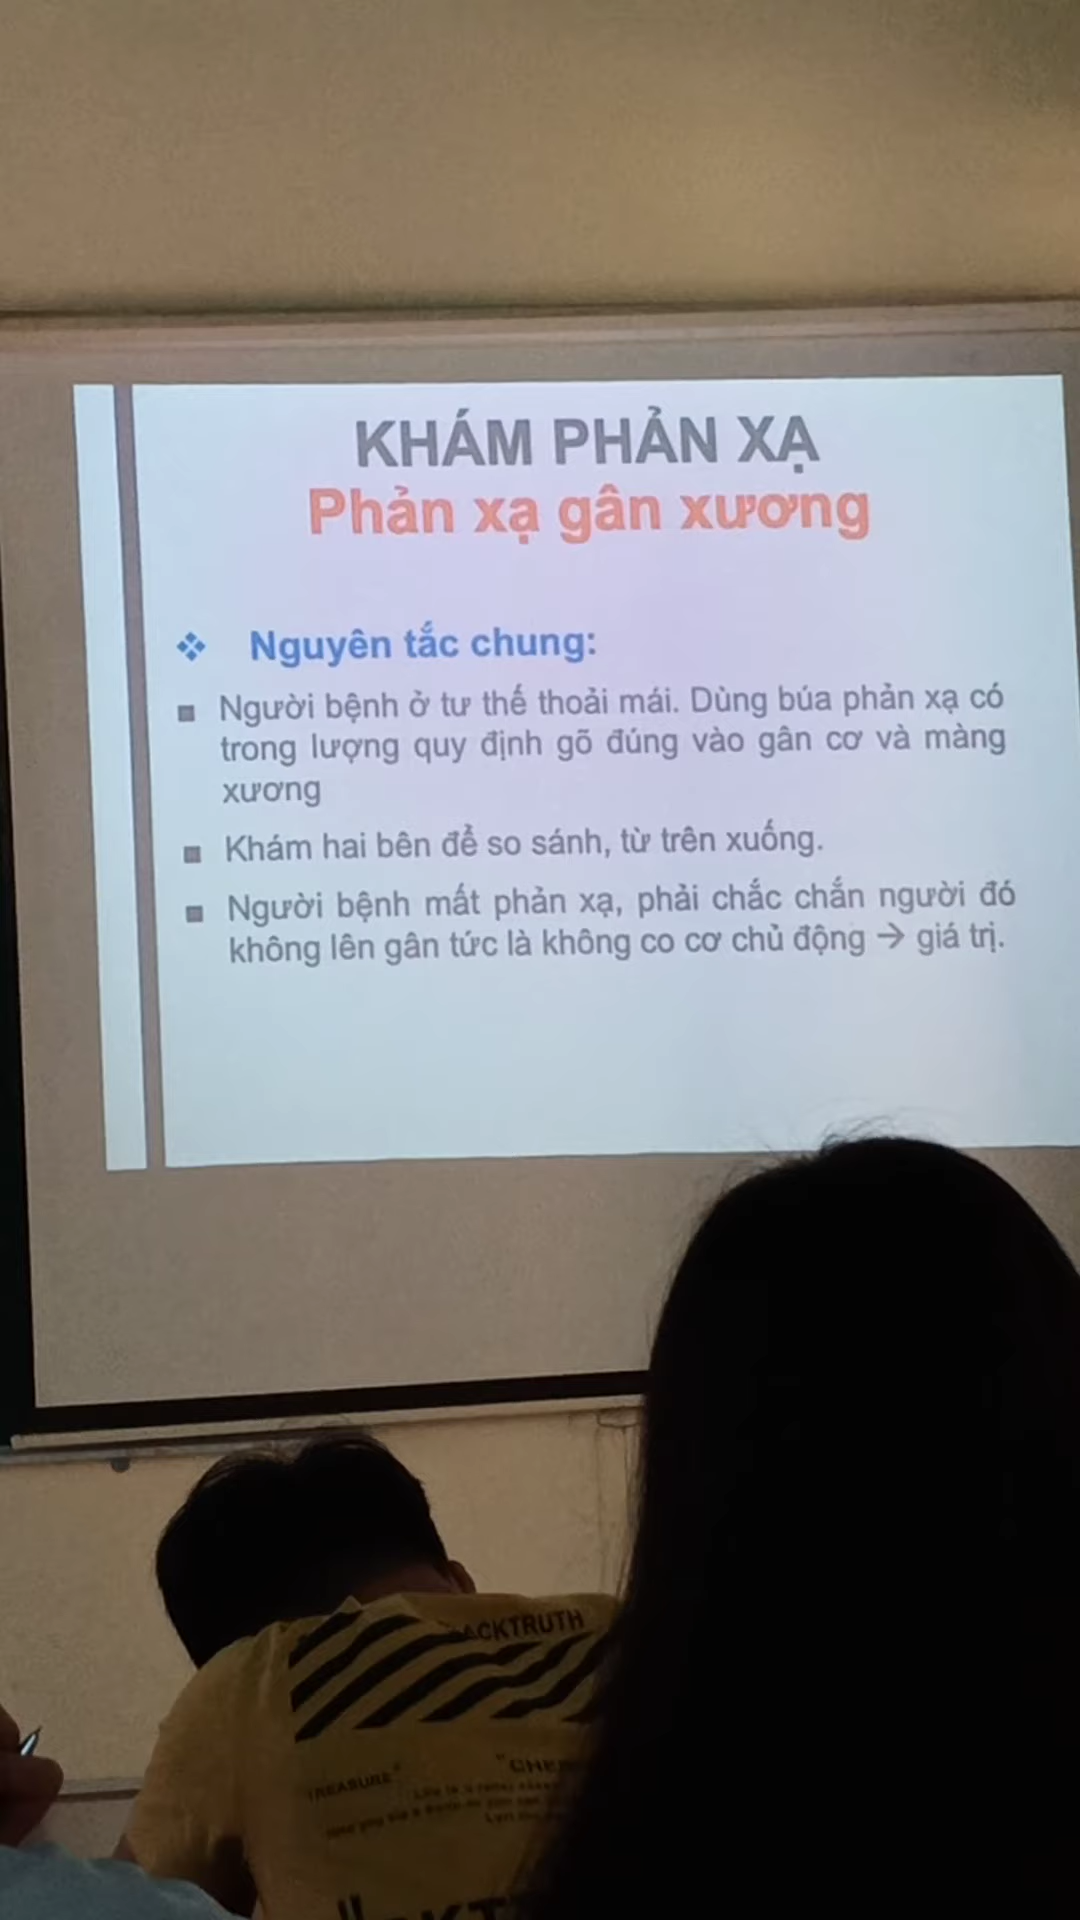 KHÁM PHẢN XẠ
Phản xạ gân xương
Nguyên tắc chung:
Người bệnh ở tư thế thoải mái. Dùng búa phản xạ có
trong lượng quy định gõ đúng vào gân cơ và màng
xương
Khám hai bên để so sánh, từ trên xuống.
Người bệnh mất phản xạ, phải chắc chắn người đó
không lên gân tức là không co cơ chủ động → giá trị.
ACKTRUTH
TREASURE"